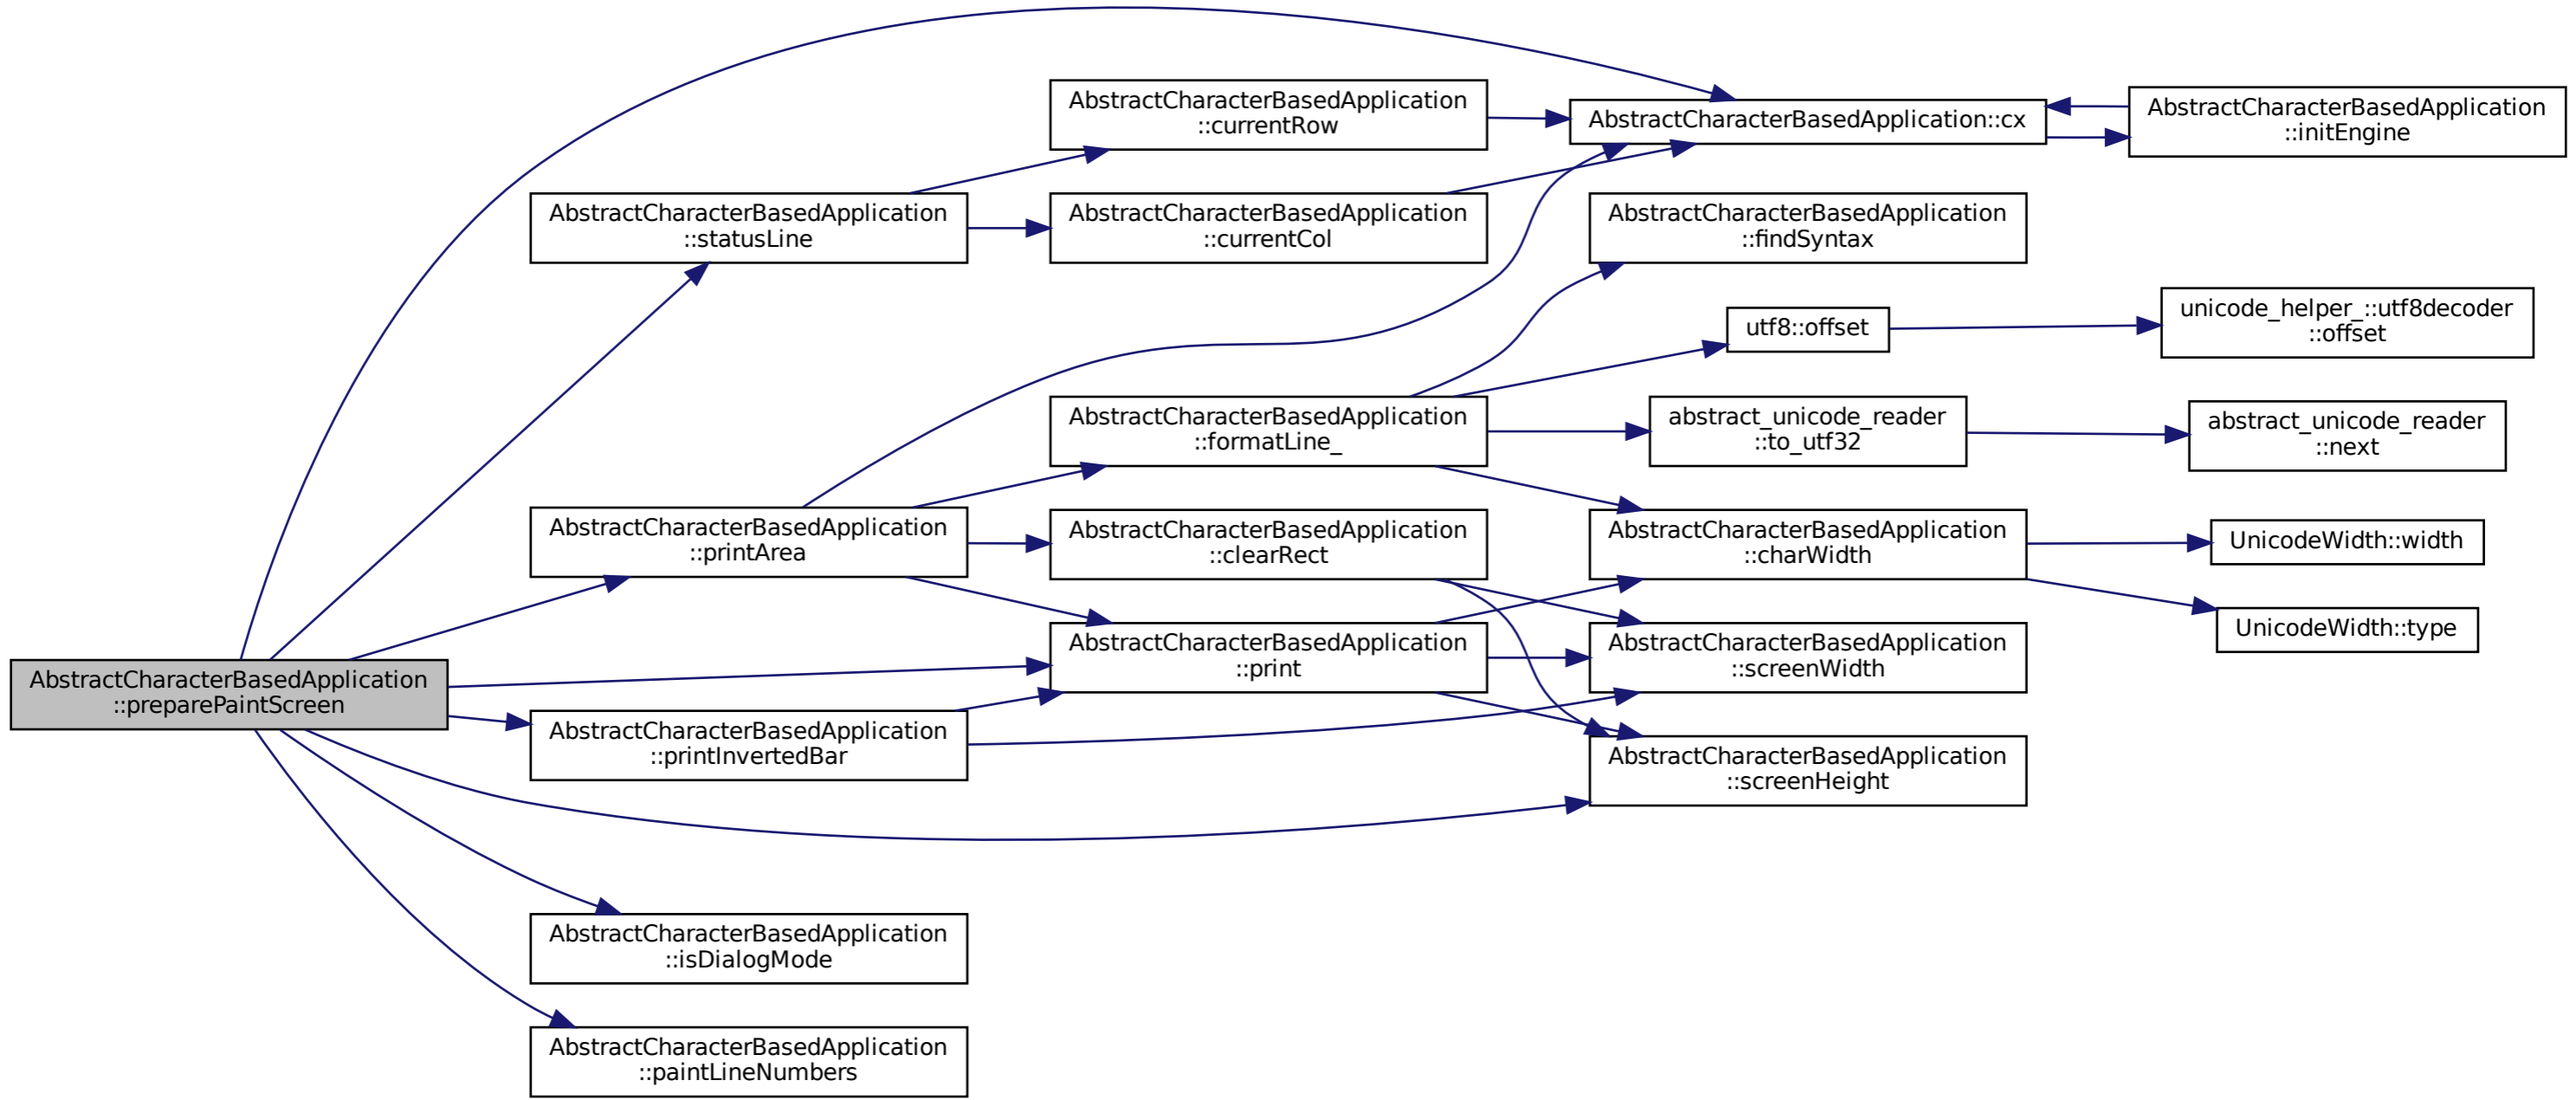 AbstractCharacterBasedApplication
::preparePaintScreen
AbstractCharacterBasedApplication
::statusLine
AbstractCharacterBasedApplication
::printArea
AbstractCharacterBasedApplication
::printInvertedBar
AbstractCharacterBasedApplication
::isDialogMode
AbstractCharacterBasedApplication
::paintLineNumbers
AbstractCharacterBasedApplication
::currentRow
AbstractCharacterBasedApplication
::currentCol
AbstractCharacterBasedApplication
::formatLine_
AbstractCharacterBasedApplication
::clearRect
AbstractCharacterBasedApplication
::print
AbstractCharacterBasedApplication::cx
AbstractCharacterBasedApplication
::findSyntax
utf8::offset
abstract_unicode_reader
::to_utf32
AbstractCharacterBasedApplication
::charWidth
AbstractCharacterBasedApplication
::screenWidth
AbstractCharacterBasedApplication
::screenHeight
AbstractCharacterBasedApplication
::initEngine
unicode_helper_::utf8decoder
::offset
abstract_unicode_reader
::next
UnicodeWidth::width
UnicodeWidth::type